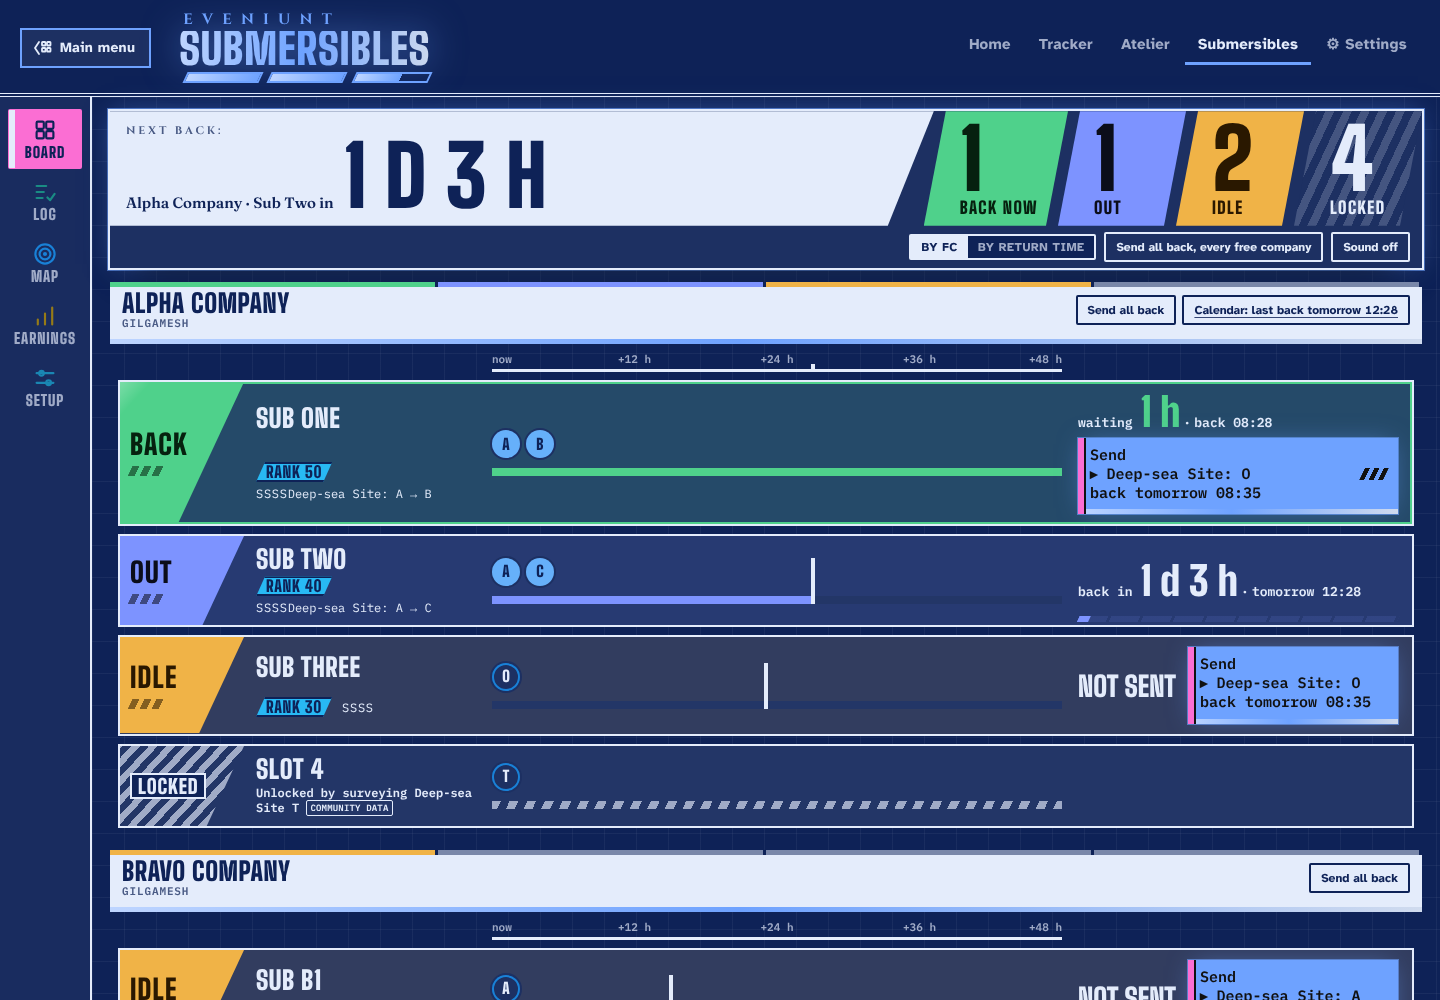 Main menu
EVENIUNT
SUBMERSIBLES
Home
Tracker
Atelier
Submersibles
Settings
BOARD
LOG
MAP
EARNINGS
SETUP
NEXT BACK:
Alpha Company · Sub Two in 1D3H
1 BACK NOW
1 OUT
2 IDLE
4 LOCKED
BY FC
BY RETURN TIME
Send all back, every free company
Sound off
ALPHA COMPANY
GILGAMESH
Send all back
Calendar: last back tomorrow 12:28
now +12 h +24 h +36 h +48 h
BACK
SUB ONE
RANK 50
SSSSDeep-sea Site: A → B
A B
waiting 1h · back 08:28
Send
▶ Deep-sea Site: O
back tomorrow 08:35
OUT
SUB TWO
RANK 40
SSSSDeep-sea Site: A → C
A C
back in 1d3h · tomorrow 12:28
IDLE
SUB THREE
RANK 30 SSSS
O
NOT SENT
Send
▶ Deep-sea Site: O
back tomorrow 08:35
LOCKED
SLOT 4
Unlocked by surveying Deep-sea
Site T COMMUNITY DATA
T
BRAVO COMPANY
GILGAMESH
Send all back
now +12 h +24 h +36 h +48 h
IDLE
SUB B1
A
NOT SENT
Send
▶ Deep-sea Site: A